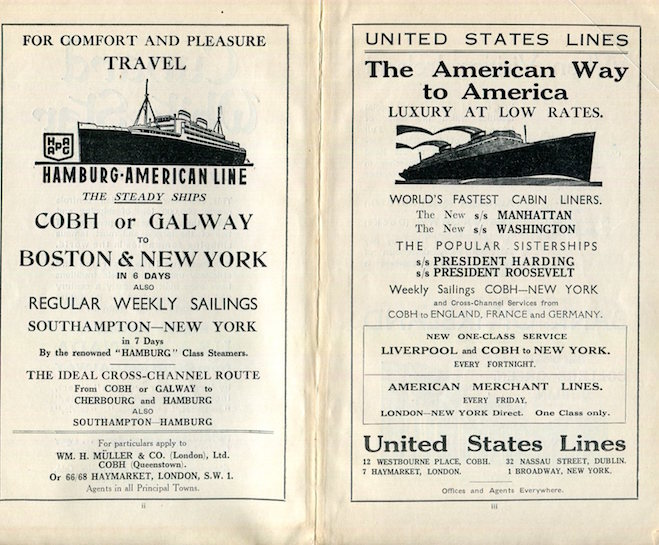 FOR COMFORT AND PLEASURE
TRAVEL
HAPAG
HAMBURG-AMERICAN LINE
THE STEADY SHIPS
COBH or GALWAY
TO
BOSTON & NEW YORK
IN 6 DAYS
ALSO
REGULAR WEEKLY SAILINGS
SOUTHAMPTON—NEW YORK
in 7 Days
By the renowned "HAMBURG" Class Steamers.
THE IDEAL CROSS-CHANNEL ROUTE
From COBH or GALWAY to
CHERBOURG and HAMBURG
ALSO
SOUTHAMPTON—HAMBURG
For particulars apply to
WM. H. MÜLLER & CO. (London), Ltd.
COBH (Queenstown).
Or 66/68 HAYMARKET, LONDON, S.W. 1.
Agents in all Principal Towns.
ii
UNITED STATES LINES
The American Way
to America
LUXURY AT LOW RATES.
WORLD'S FASTEST CABIN LINERS.
The New s/s MANHATTAN
The New s/s WASHINGTON
THE POPULAR SISTERSHIPS
s/s PRESIDENT HARDING
s/s PRESIDENT ROOSEVELT
Weekly Sailings COBH—NEW YORK
and Cross-Channel Services from
COBH to ENGLAND, FRANCE and GERMANY.
NEW ONE-CLASS SERVICE
LIVERPOOL and COBH to NEW YORK.
EVERY FORTNIGHT.
AMERICAN MERCHANT LINES.
EVERY FRIDAY.
LONDON—NEW YORK Direct. One Class only.
United States Lines
12 WESTBOURNE PLACE, COBH. 32 NASSAU STREET, DUBLIN.
7 HAYMARKET, LONDON. 1 BROADWAY, NEW YORK.
Offices and Agents Everywhere.
iii